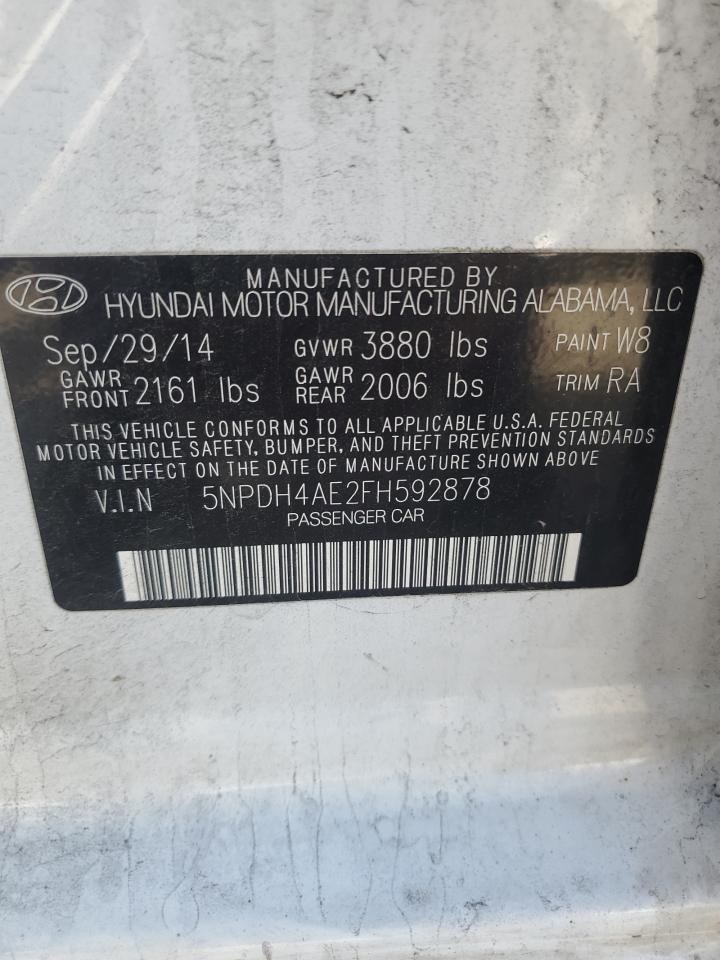 MANUFACTURED BY
HYUNDAI MOTOR MANUFACTURING ALABAMA, LLC
Sep/29/14 GVWR 3880 lbs PAINT W8
GAWR FRONT 2161 lbs GAWR REAR 2006 lbs TRIM RA
THIS VEHICLE CONFORMS TO ALL APPLICABLE U.S.A. FEDERAL
MOTOR VEHICLE SAFETY, BUMPER, AND THEFT PREVENTION STANDARDS
IN EFFECT ON THE DATE OF MANUFACTURE SHOWN ABOVE
V.I.N 5NPDH4AE2FH592878
PASSENGER CAR